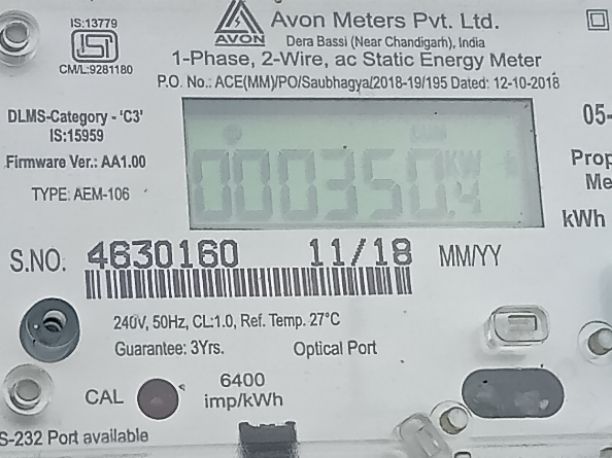 IS:13779
CM/L:9281180
AVON
Avon Meters Pvt. Ltd.
Dera Bassi (Near Chandigarh), India
1-Phase, 2-Wire, ac Static Energy Meter
P.O. No.: ACE(MM)/PO/Saubhagya/2018-19/195 Dated: 12-10-2018
DLMS-Category - 'C3'
IS:15959
Firmware Ver.: AA1.00
TYPE: AEM-106
000350.4 KW
05-
Prop
Me
kWh
S.NO. 4630160 11/18 MM/YY
240V, 50Hz, CL:1.0, Ref. Temp. 27°C
Guarantee: 3Yrs. Optical Port
CAL 6400
imp/kWh
S-232 Port available